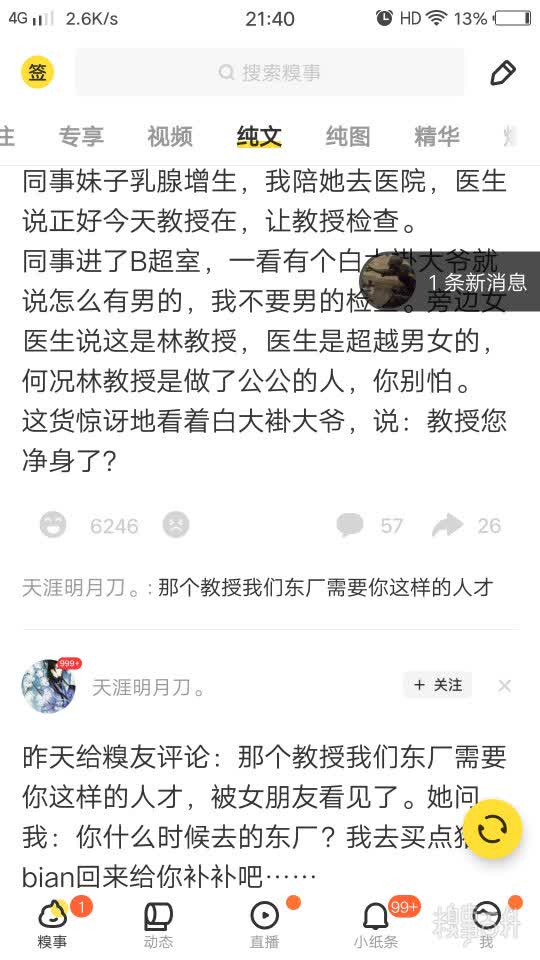 4G 2.6K/s 21:40 HD 13%
签 搜索糗事
主 专享 视频 纯文 纯图 精华
同事妹子乳腺增生，我陪她去医院，医生
说正好今天教授在，让教授检查。
同事进了B超室，一看有个白大褂大爷就
1 条新消息
说怎么有男的，我不要男的检查。旁边女
医生说这是林教授，医生是超越男女的，
何况林教授是做了公公的人，你别怕。
这货惊讶地看着白大褂大爷，说：教授您
净身了？
6246 57 26
天涯明月刀。: 那个教授我们东厂需要你这样的人才
999+
天涯明月刀。 + 关注 ×
昨天给糗友评论：那个教授我们东厂需要
你这样的人才，被女朋友看见了。她问
我：你什么时候去的东厂？我去买点
bian回来给你补补吧……
1 99+
糗事 动态 直播 小纸条 我